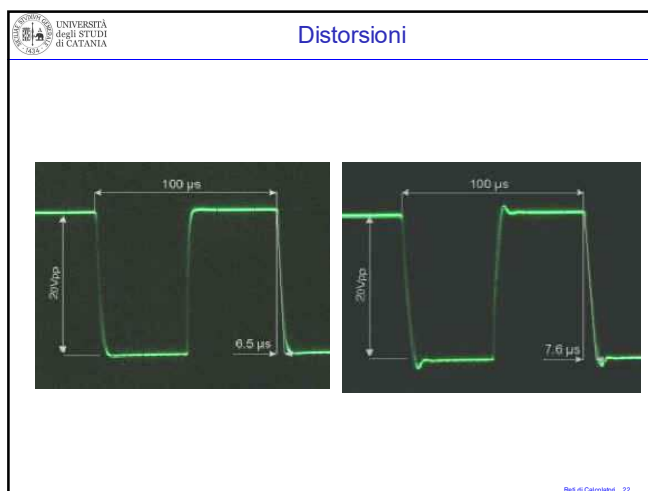 UNIVERSITÀ
degli STUDI
di CATANIA
Distorsioni
100 µs
20Vpp
6.5 µs
100 µs
20Vpp
7.6 µs
Reti di Calcolatori 22